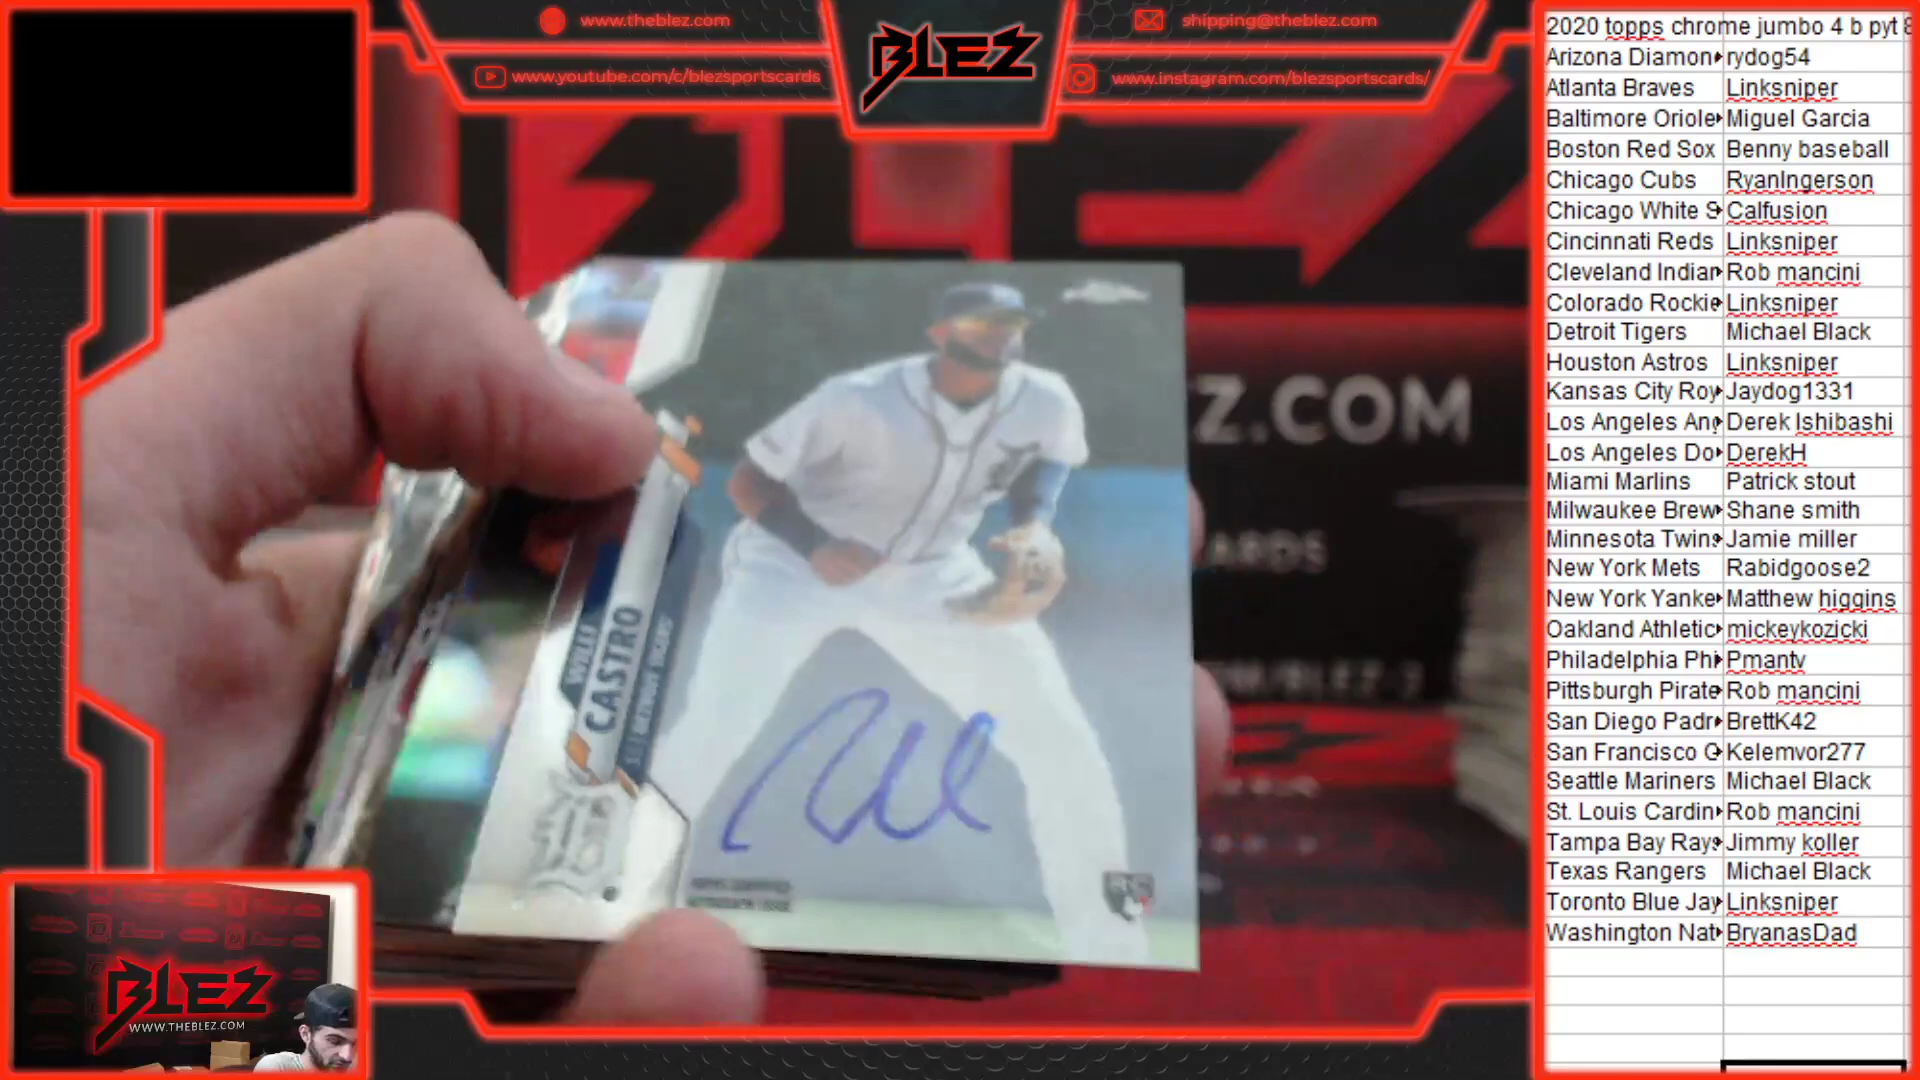 www.theblez.com
shipping@theblez.com
BLEZ
www.youtube.com/c/blezsportscards
www.instagram.com/blezsportscards/
Z.COM
ARDS
WILLI
CASTRO
BLEZ
WWW.THEBLEZ.COM
2020 topps chrome jumbo 4 b pyt 8
Arizona Diamon rydog54
Atlanta Braves Linksniper
Baltimore Oriole Miguel Garcia
Boston Red Sox Benny baseball
Chicago Cubs RyanIngerson
Chicago White S Calfusion
Cincinnati Reds Linksniper
Cleveland Indian Rob mancini
Colorado Rockie Linksniper
Detroit Tigers Michael Black
Houston Astros Linksniper
Kansas City Roy Jaydog1331
Los Angeles Ang Derek Ishibashi
Los Angeles Do DerekH
Miami Marlins Patrick stout
Milwaukee Brew Shane smith
Minnesota Twins Jamie miller
New York Mets Rabidgoose2
New York Yanke Matthew higgins
Oakland Athletic mickeykozicki
Philadelphia Phi Pmantv
Pittsburgh Pirate Rob mancini
San Diego Padr BrettK42
San Francisco G Kelemvor277
Seattle Mariners Michael Black
St. Louis Cardin Rob mancini
Tampa Bay Rays Jimmy koller
Texas Rangers Michael Black
Toronto Blue Jay Linksniper
Washington Nat BryanasDad